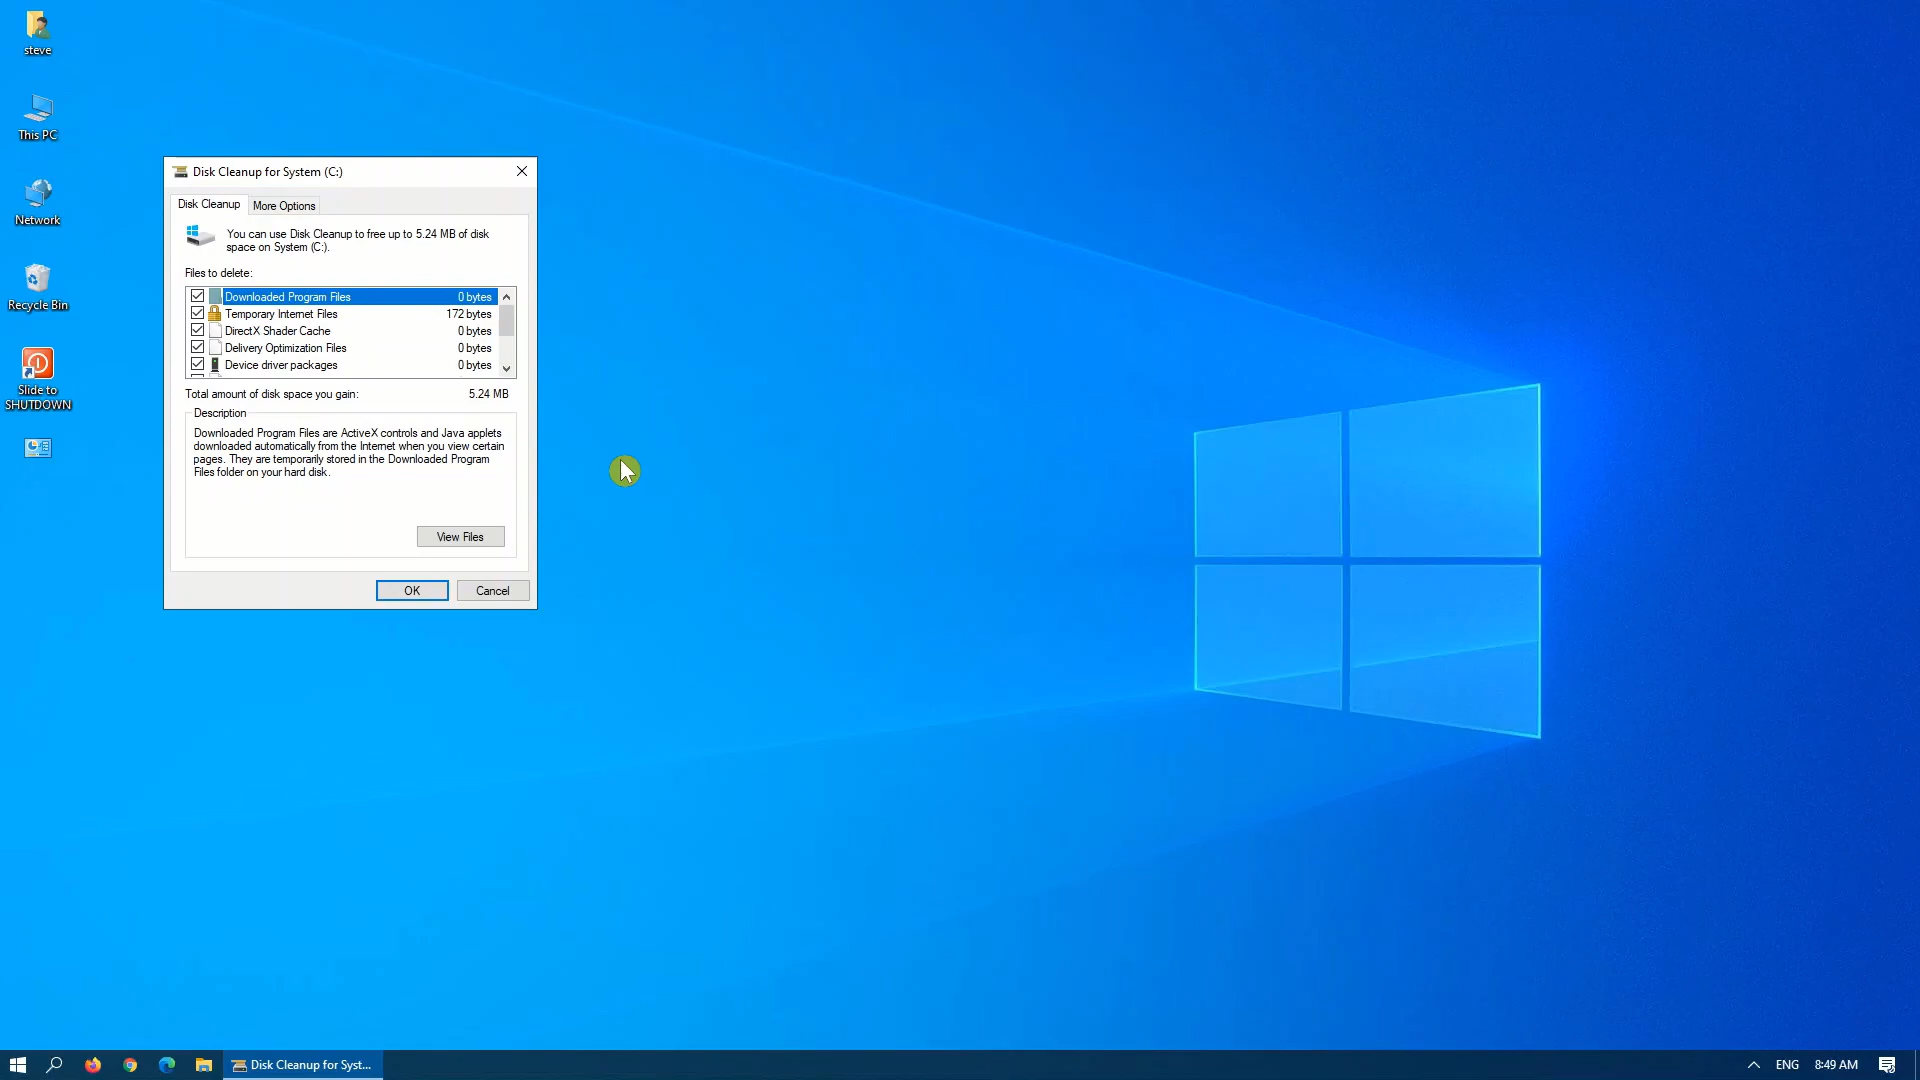 steve
This PC
Network
Recycle Bin
Slide to
SHUTDOWN
Disk Cleanup for System (C:)
Disk Cleanup
More Options
You can use Disk Cleanup to free up to 5.24 MB of disk
space on System (C:).
Files to delete:
Downloaded Program Files 0 bytes
Temporary Internet Files 172 bytes
DirectX Shader Cache 0 bytes
Delivery Optimization Files 0 bytes
Device driver packages 0 bytes
Total amount of disk space you gain: 5.24 MB
Description
Downloaded Program Files are ActiveX controls and Java applets
downloaded automatically from the Internet when you view certain
pages. They are temporarily stored in the Downloaded Program
Files folder on your hard disk.
View Files
OK
Cancel
Disk Cleanup for Syst...
ENG
8:49 AM